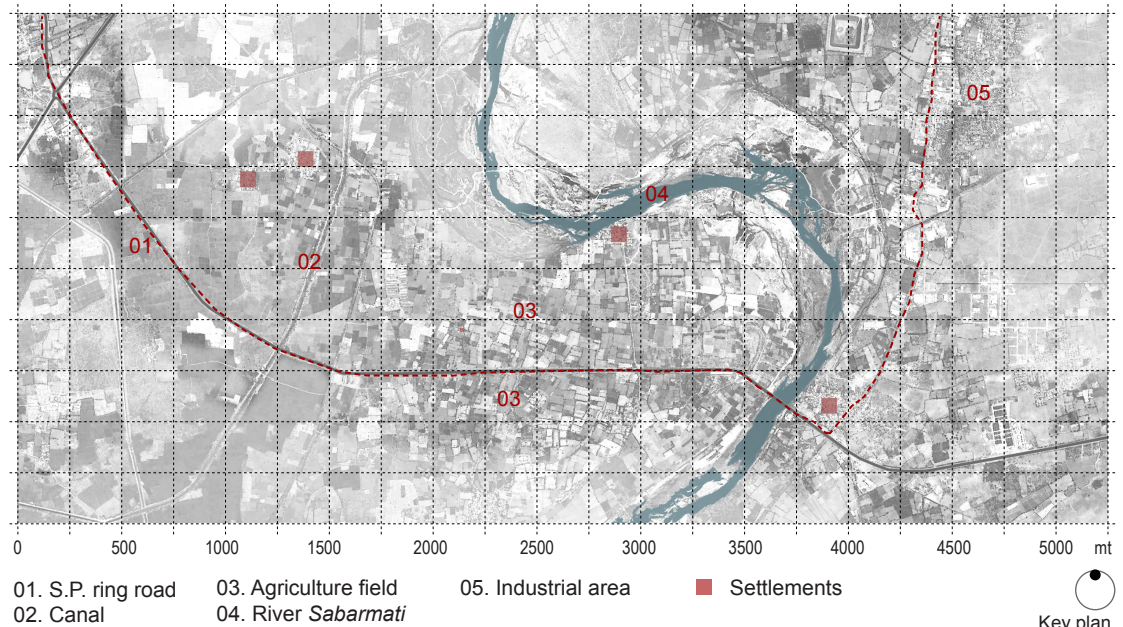 05
04
01
02
03
03
0 500 1000 1500 2000 2500 3000 3500 4000 4500 5000 mt
01. S.P. ring road 03. Agriculture field 05. Industrial area Settlements
02. Canal 04. River Sabarmati
Key plan